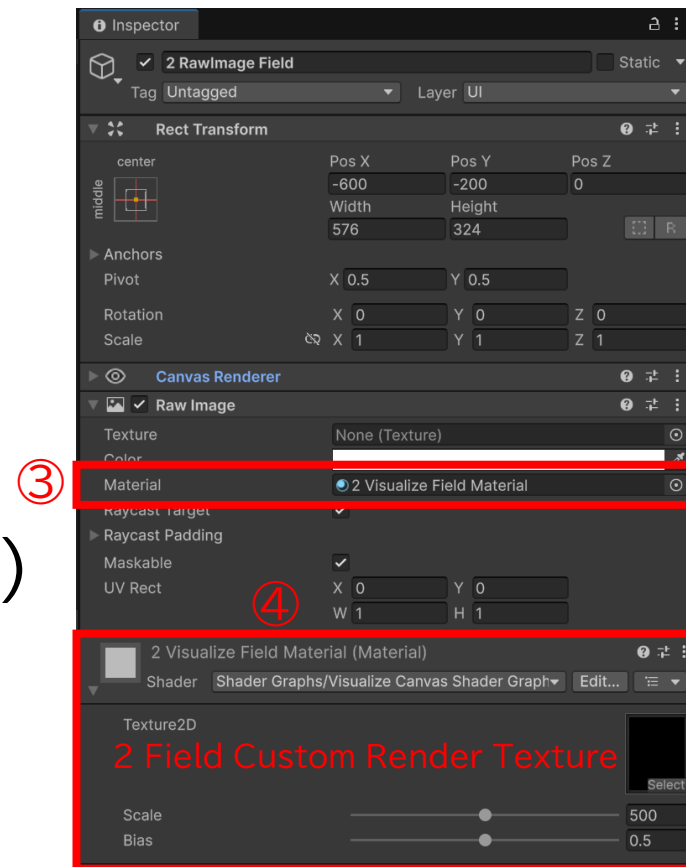 Inspector
2 RawImage Field Static
Tag Untagged Layer UI
Rect Transform
center Pos X Pos Y Pos Z
middle -600 -200 0
Width Height
576 324 R
Anchors
Pivot X 0.5 Y 0.5
Rotation X 0 Y 0 Z 0
Scale X 1 Y 1 Z 1
Canvas Renderer
Raw Image
Texture None (Texture)
Color
③ Material 2 Visualize Field Material
Raycast Target
)
Raycast Padding
Maskable
UV Rect X 0 Y 0
④ W 1 H 1
2 Visualize Field Material (Material)
Shader Shader Graphs/Visualize Canvas Shader Graph Edit...
Texture2D
2 Field Custom Render Texture
Select
Scale 500
Bias 0.5